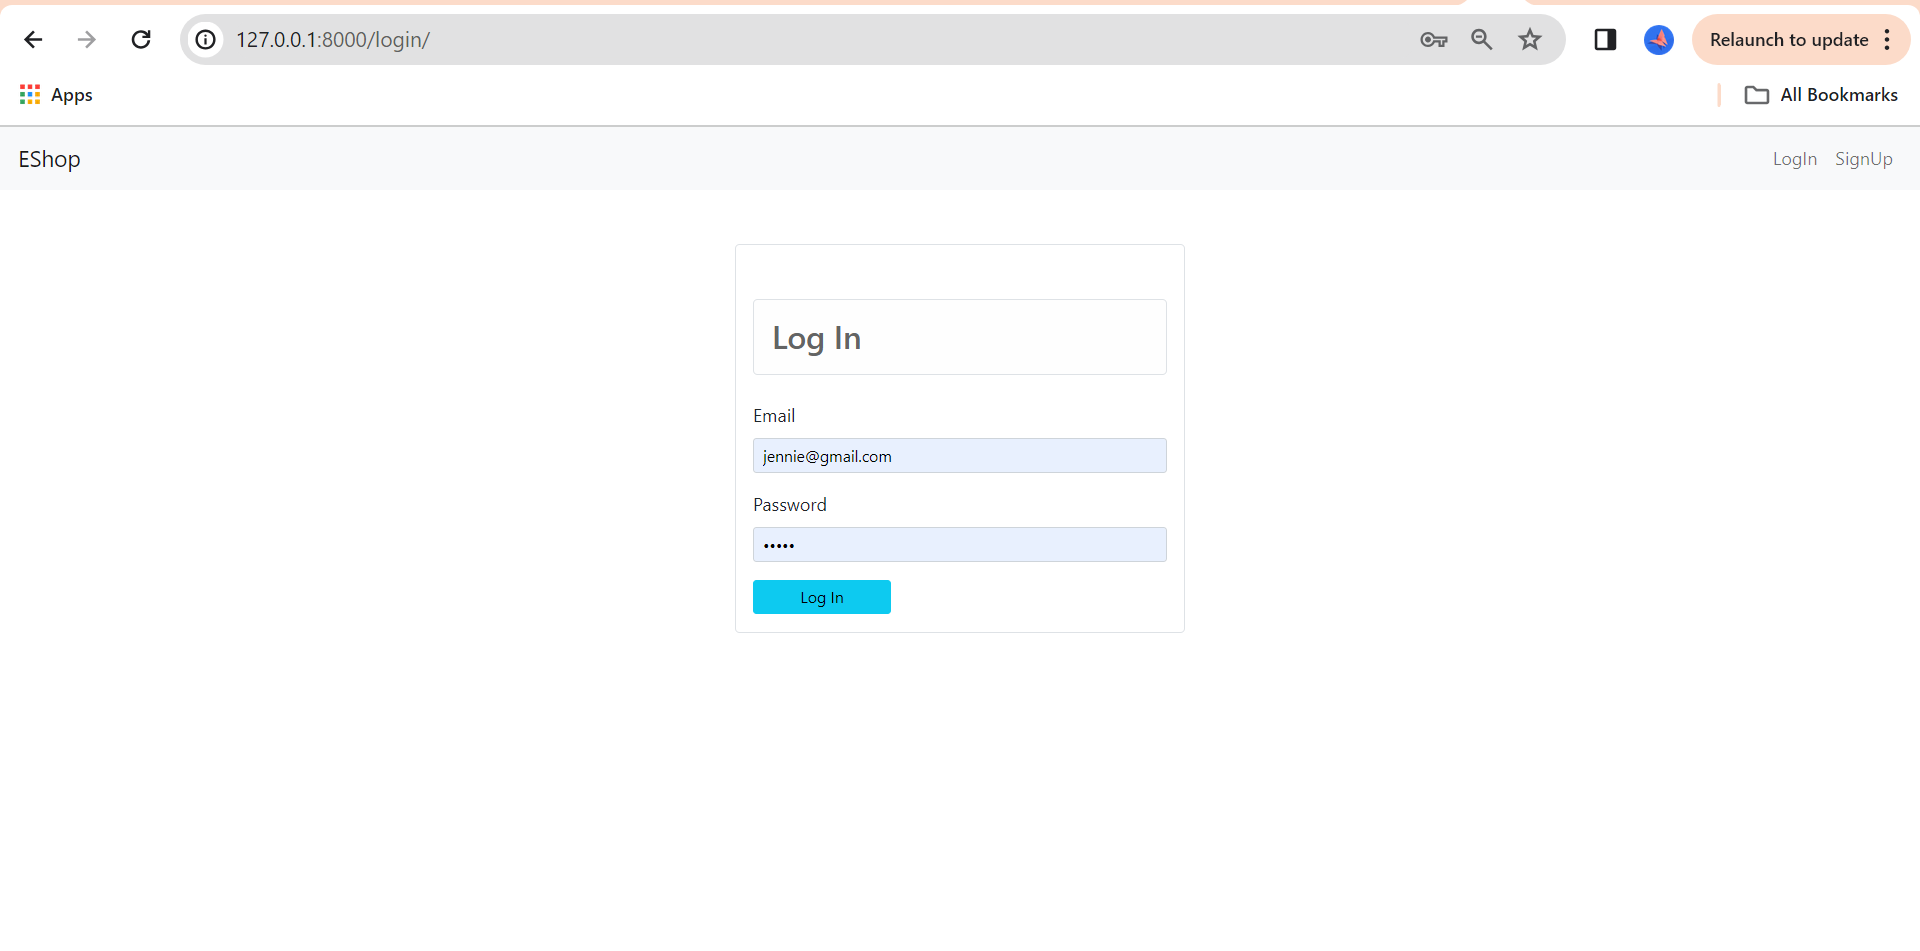 127.0.0.1:8000/login/
Relaunch to update
Apps
All Bookmarks
EShop
LogIn SignUp
Log In
Email
jennie@gmail.com
Password
•••••
Log In